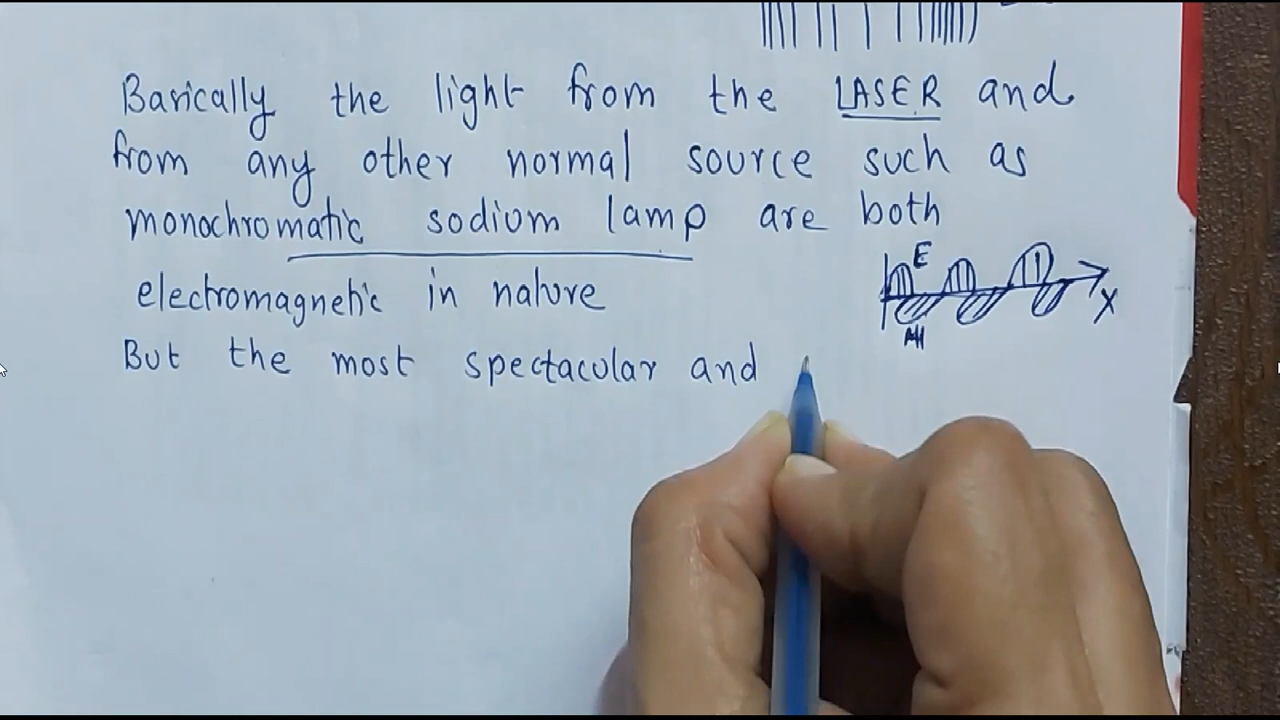 Basically the light from the LASER and
from any other normal source such as
monochromatic sodium lamp are both
electromagnetic in nature
E
X
But the most spectacular and